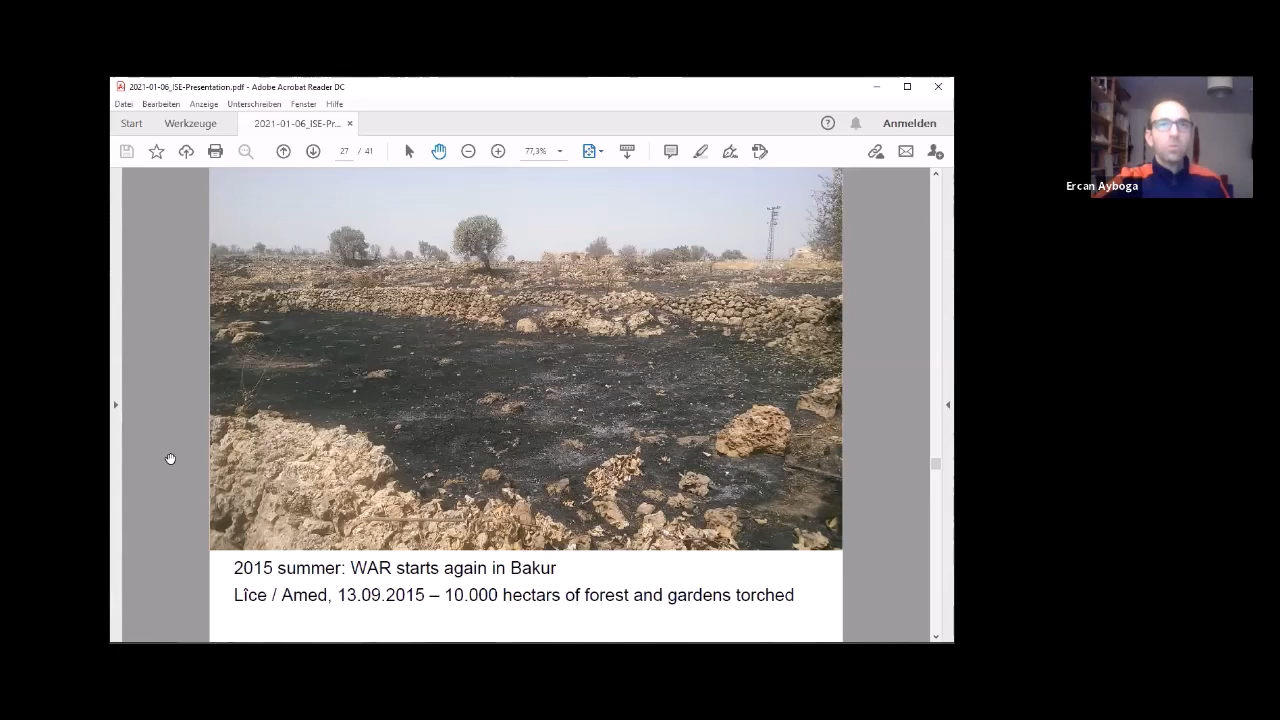 2021-01-06_ISE-Presentation.pdf - Adobe Acrobat Reader DC
Datei Bearbeiten Anzeige Unterschreiben Fenster Hilfe
Start Werkzeuge 2021-01-06_ISE-Pr... × Anmelden
27 / 41 77,3%
Ercan Ayboga
2015 summer: WAR starts again in Bakur
Lîce / Amed, 13.09.2015 – 10.000 hectars of forest and gardens torched